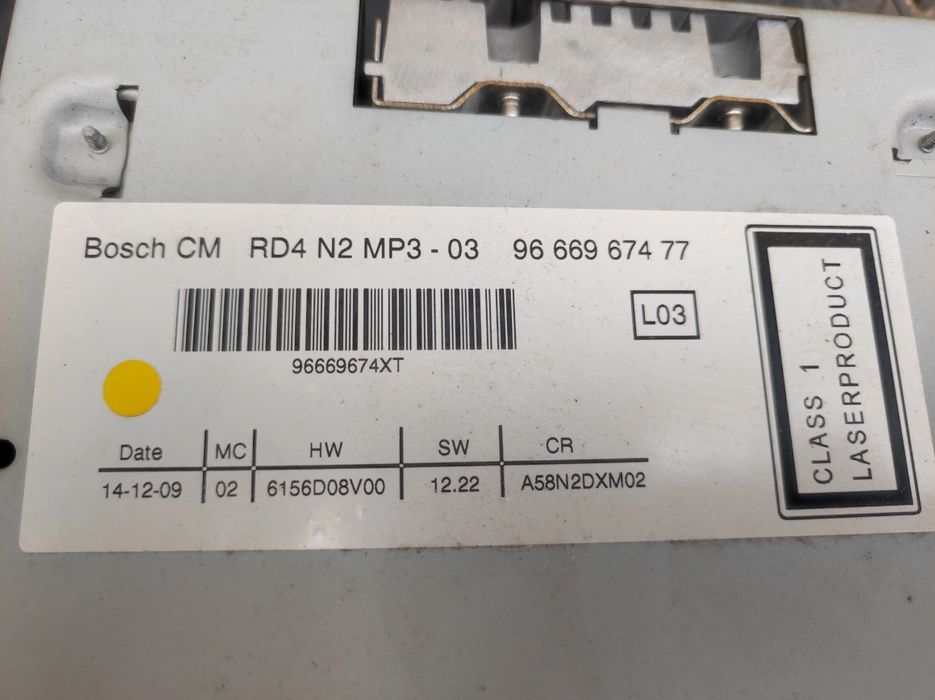 Bosch CM RD4 N2 MP3 - 03 96 669 674 77
L03
96669674XT
Date MC HW SW CR
14-12-09 02 6156D08V00 12.22 A58N2DXM02
CLASS 1
LASERPRODUCT